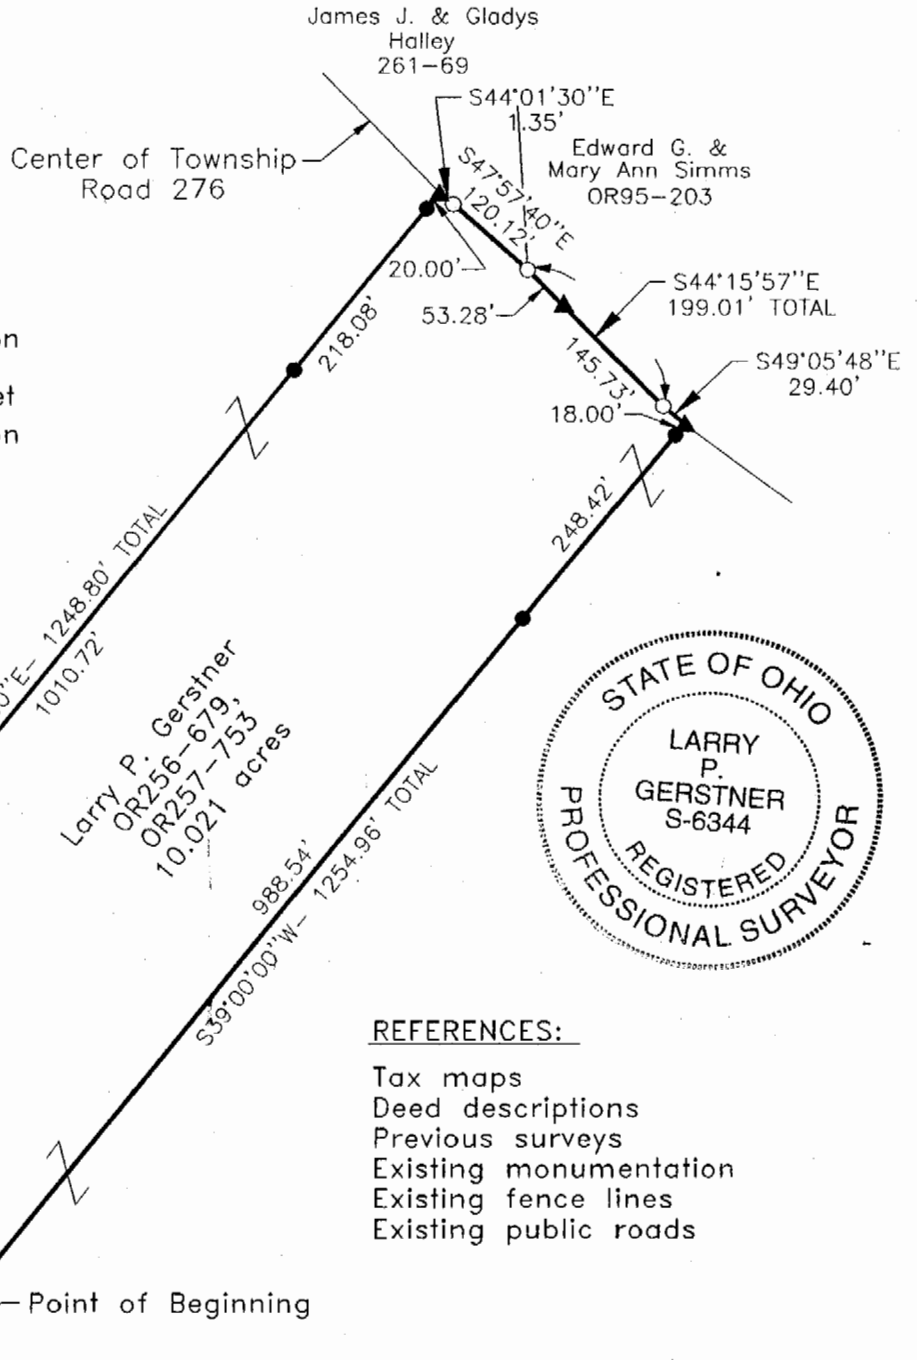 James J. & Gladys
Halley
261-69
S44°01'30"E
1.35'
Center of Township
Road 276
Edward G. &
Mary Ann Simms
OR95-203
S47°57'40"E
120.12'
20.00'
53.28'
S44°15'57"E
199.01' TOTAL
218.08'
145.73'
S49°05'48"E
29.40'
18.00'
on
et
on
248.42'
0"E- 1248.80' TOTAL
1010.72'
Larry P. Gerstner
OR256-679,
OR257-753
10.021 acres
STATE OF OHIO
LARRY
P.
GERSTNER
S-6344
REGISTERED
PROFESSIONAL SURVEYOR
988.54'
S39°00'00"W- 1254.96' TOTAL
REFERENCES:
Tax maps
Deed descriptions
Previous surveys
Existing monumentation
Existing fence lines
Existing public roads
Point of Beginning